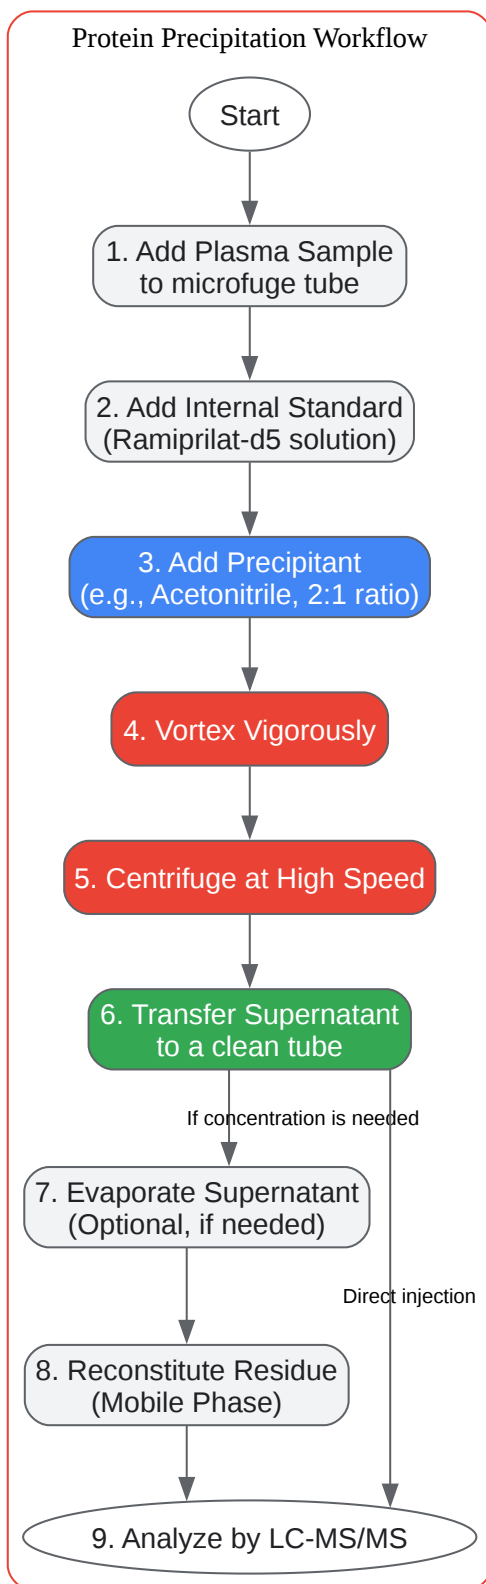 Protein Precipitation Workflow
Start
1. Add Plasma Sample
to microfuge tube
2. Add Internal Standard
(Ramiprilat-d5 solution)
3. Add Precipitant
(e.g., Acetonitrile, 2:1 ratio)
4. Vortex Vigorously
5. Centrifuge at High Speed
6. Transfer Supernatant
to a clean tube
If concentration is needed
7. Evaporate Supernatant
(Optional, if needed)
Direct injection
8. Reconstitute Residue
(Mobile Phase)
9. Analyze by LC-MS/MS